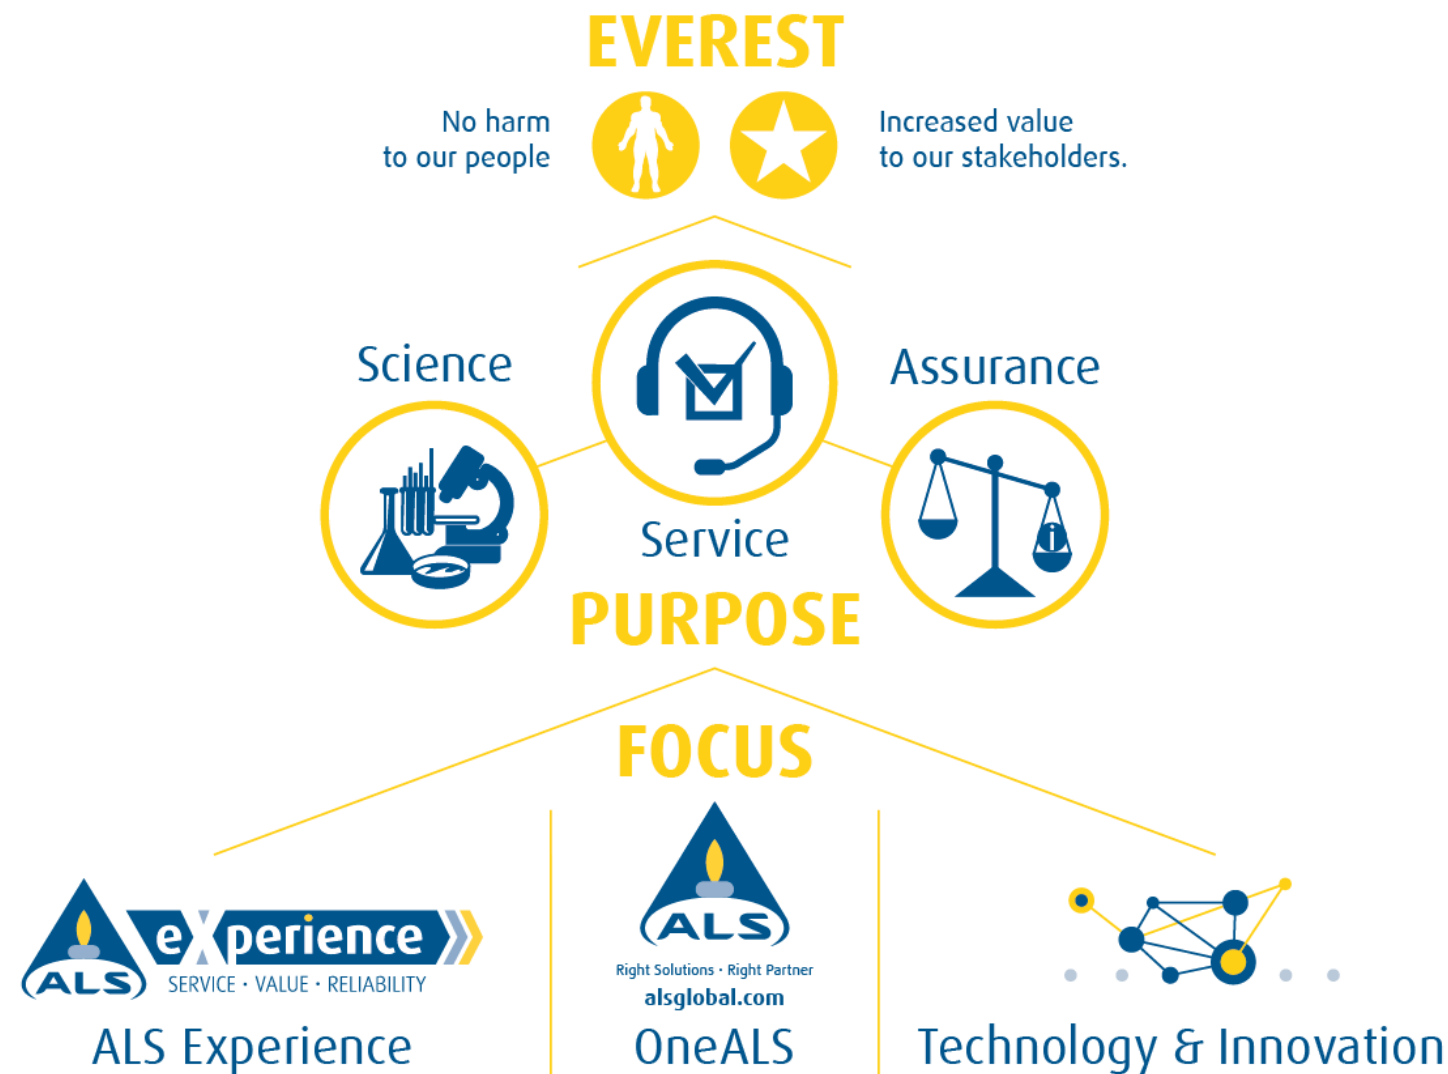 EVEREST
No harm
to our people
Increased value
to our stakeholders.
Science
Assurance
i
Service
PURPOSE
FOCUS
ALS
eXperience
SERVICE · VALUE · RELIABILITY
ALS Experience
ALS
Right Solutions · Right Partner
alsglobal.com
OneALS
Technology & Innovation